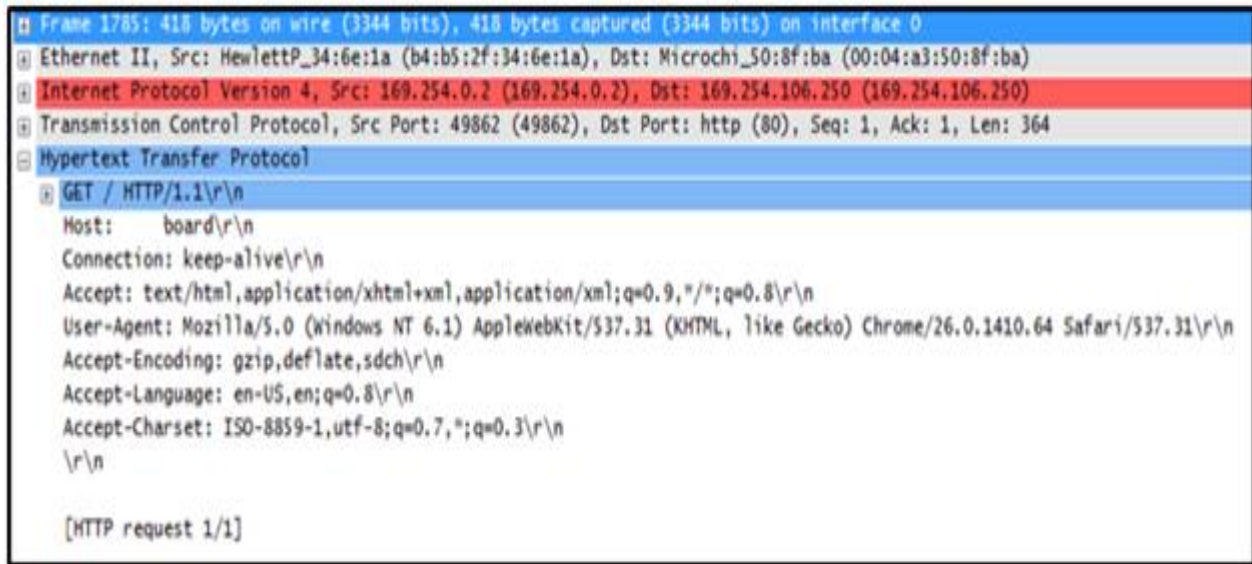 Frame 1785: 418 bytes on wire (3344 bits), 418 bytes captured (3344 bits) on interface 0
Ethernet II, Src: HewlettP_34:6e:1a (b4:b5:2f:34:6e:1a), Dst: Microchi_50:8f:ba (00:04:a3:50:8f:ba)
Internet Protocol Version 4, Src: 169.254.0.2 (169.254.0.2), Dst: 169.254.106.250 (169.254.106.250)
Transmission Control Protocol, Src Port: 49862 (49862), Dst Port: http (80), Seq: 1, Ack: 1, Len: 364
Hypertext Transfer Protocol
GET / HTTP/1.1\r\n
Host: board\r\n
Connection: keep-alive\r\n
Accept: text/html,application/xhtml+xml,application/xml;q=0.9,*/*;q=0.8\r\n
User-Agent: Mozilla/5.0 (Windows NT 6.1) AppleWebKit/537.31 (KHTML, like Gecko) Chrome/26.0.1410.64 Safari/537.31\r\n
Accept-Encoding: gzip,deflate,sdch\r\n
Accept-Language: en-US,en;q=0.8\r\n
Accept-Charset: ISO-8859-1,utf-8;q=0.7,*;q=0.3\r\n
\r\n
[HTTP request 1/1]